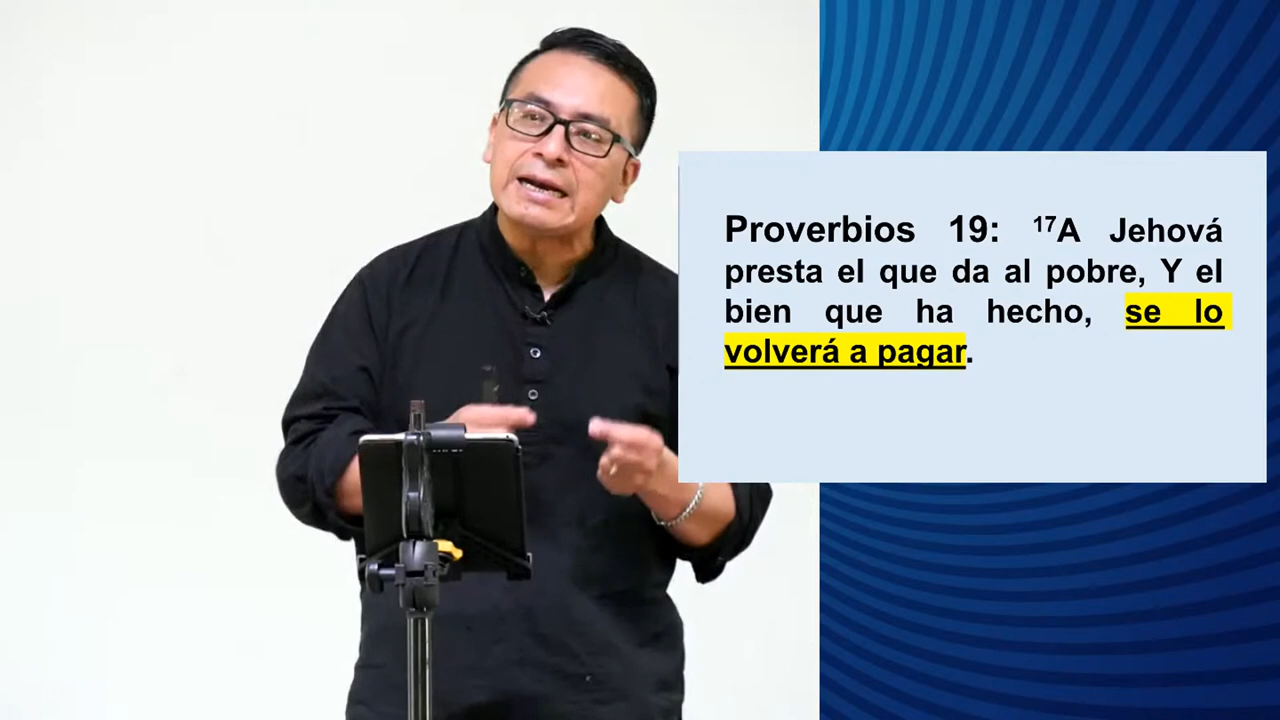 Proverbios 19: ¹⁷A Jehová
presta el que da al pobre, Y el
bien que ha hecho, se lo
volverá a pagar.